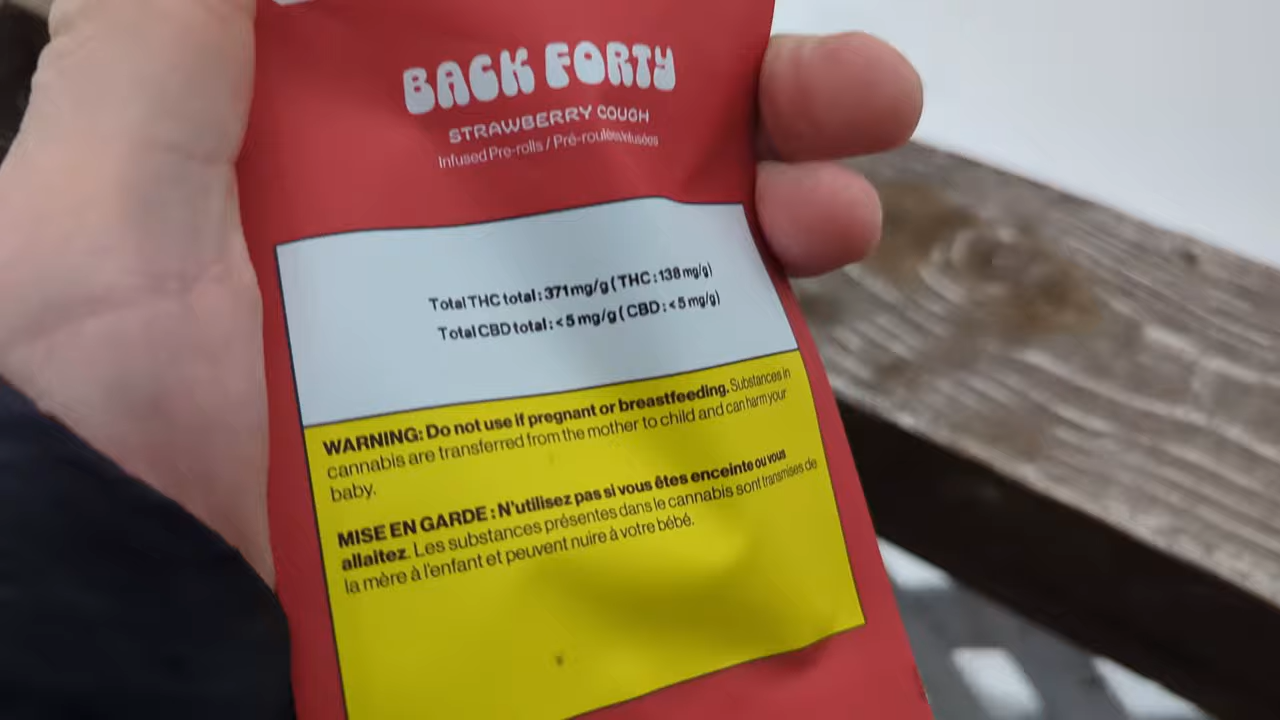 BACK FORTY
STRAWBERRY COUGH
Infused Pre-rolls / Pré-roulés infusées
Total THC total : 371 mg/g ( THC : 138 mg/g)
Total CBD total : < 5 mg/g ( CBD : < 5 mg/g)
WARNING: Do not use if pregnant or breastfeeding. Substances in
cannabis are transferred from the mother to child and can harm your
baby.
MISE EN GARDE : N'utilisez pas si vous êtes enceinte ou vous
allaitez. Les substances présentes dans le cannabis sont transmises de
la mère à l'enfant et peuvent nuire à votre bébé.